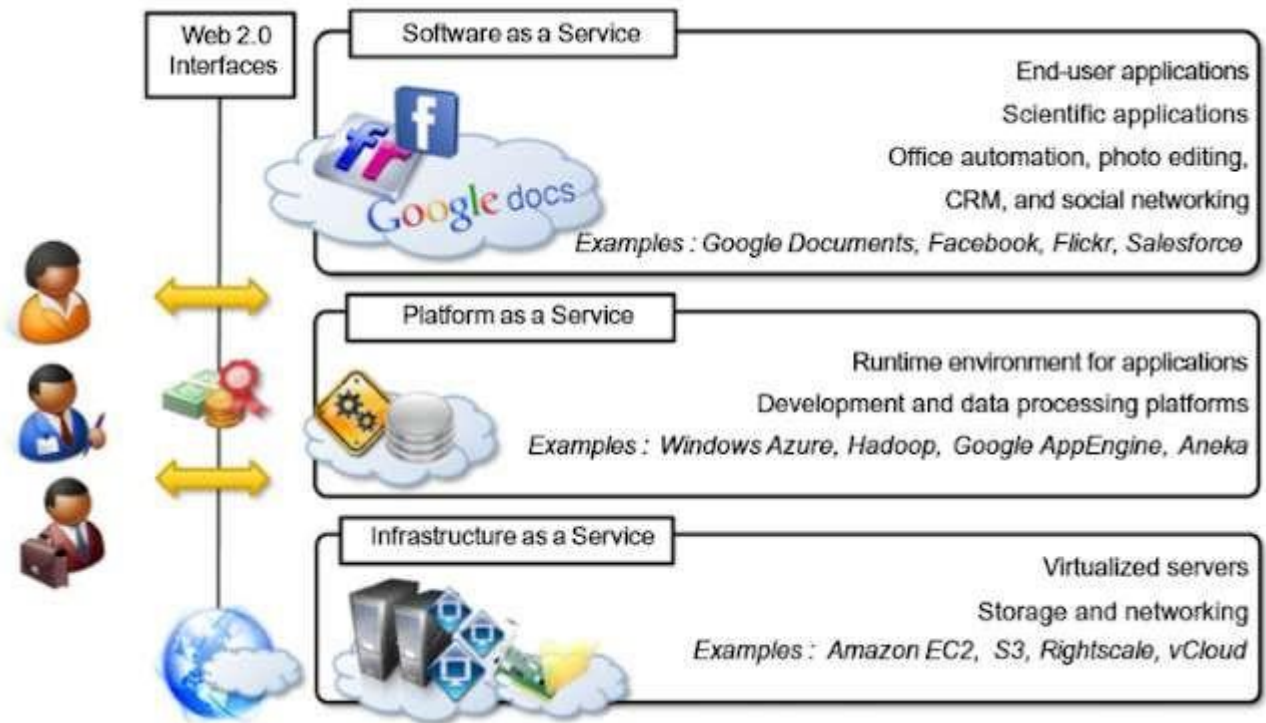 Web 2.0
Interfaces
Software as a Service
End-user applications
Scientific applications
Office automation, photo editing,
CRM, and social networking
Examples : Google Documents, Facebook, Flickr, Salesforce
f
fr
Google docs
Platform as a Service
Runtime environment for applications
Development and data processing platforms
Examples : Windows Azure, Hadoop, Google AppEngine, Aneka
Infrastructure as a Service
Virtualized servers
Storage and networking
Examples : Amazon EC2, S3, Rightscale, vCloud